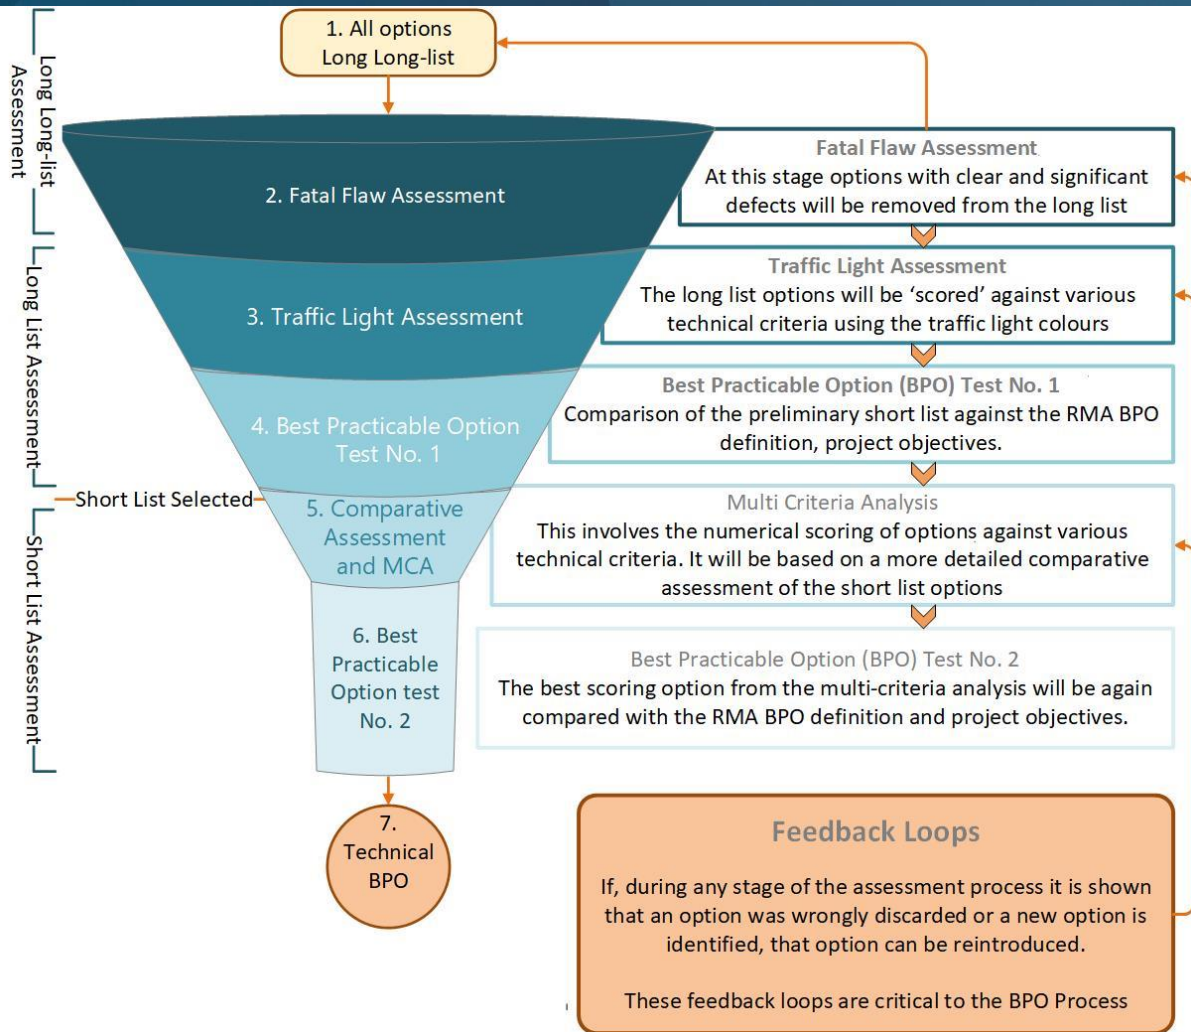 1. All options
Long Long-list
Long Long-list
Assessment
2. Fatal Flaw Assessment
Fatal Flaw Assessment
At this stage options with clear and significant
defects will be removed from the long list
Long List Assessment
3. Traffic Light Assessment
Traffic Light Assessment
The long list options will be ‘scored’ against various
technical criteria using the traffic light colours
4. Best Practicable Option
Test No. 1
Best Practicable Option (BPO) Test No. 1
Comparison of the preliminary short list against the RMA BPO
definition, project objectives.
Short List Selected
Short List Assessment
5. Comparative
Assessment
and MCA
Multi Criteria Analysis
This involves the numerical scoring of options against various
technical criteria. It will be based on a more detailed comparative
assessment of the short list options
6. Best
Practicable
Option test
No. 2
Best Practicable Option (BPO) Test No. 2
The best scoring option from the multi-criteria analysis will be again
compared with the RMA BPO definition and project objectives.
7.
Technical
BPO
Feedback Loops
If, during any stage of the assessment process it is shown
that an option was wrongly discarded or a new option is
identified, that option can be reintroduced.
These feedback loops are critical to the BPO Process